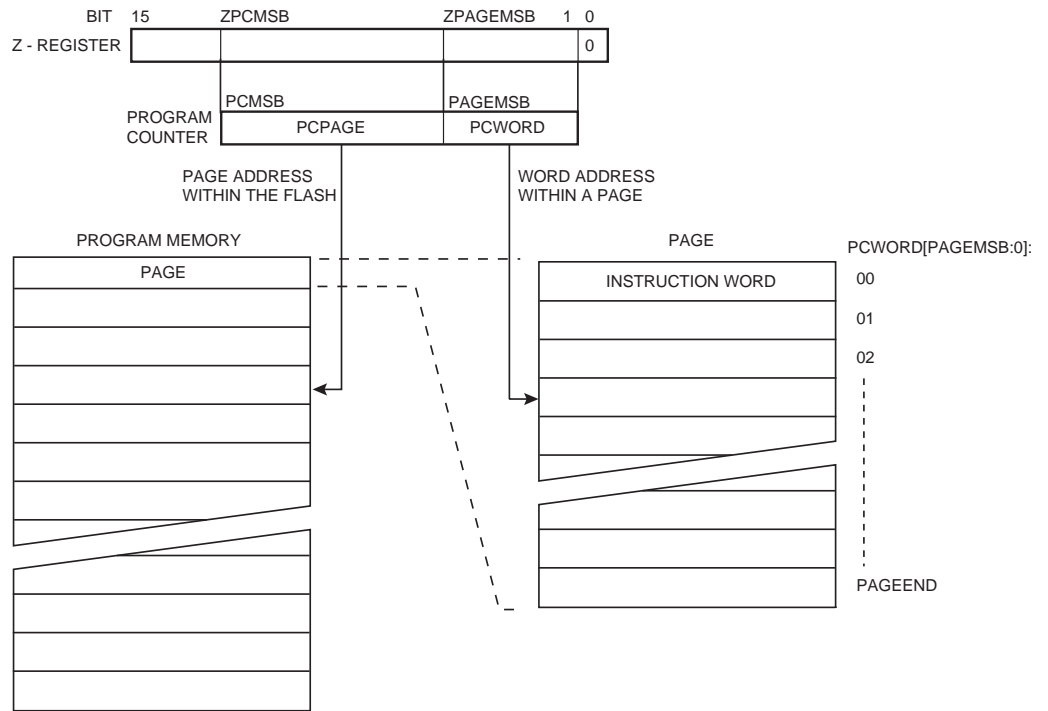 BIT 15 ZPCMSB ZPAGEMSB 1 0
Z - REGISTER 0
PCMSB PAGEMSB
PROGRAM
COUNTER
PCPAGE PCWORD
PAGE ADDRESS
WITHIN THE FLASH
WORD ADDRESS
WITHIN A PAGE
PROGRAM MEMORY
PAGE
PAGE
INSTRUCTION WORD
PCWORD[PAGEMSB:0]:
00
01
02
PAGEEND